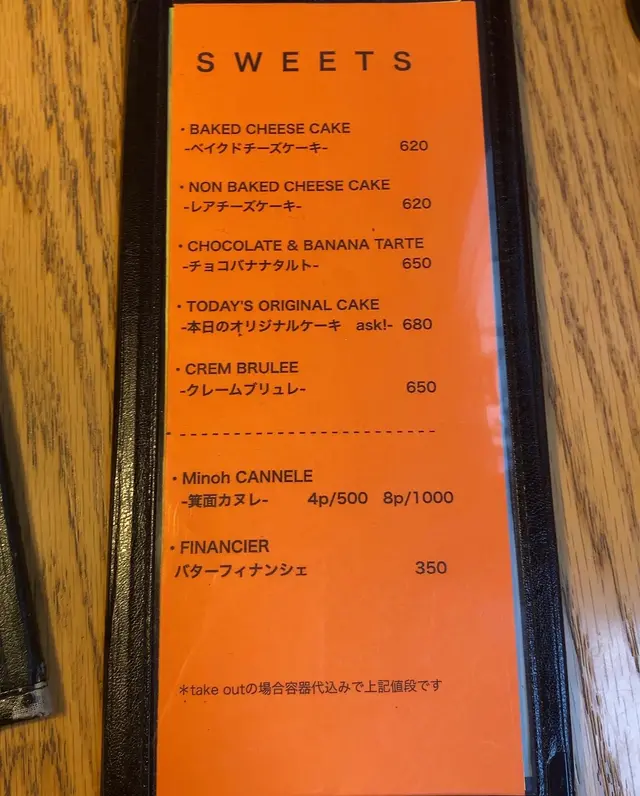 SWEETS
・BAKED CHEESE CAKE
-ベイクドチーズケーキ- 620
・NON BAKED CHEESE CAKE
-レアチーズケーキ- 620
・CHOCOLATE & BANANA TARTE
-チョコバナナタルト- 650
・TODAY'S ORIGINAL CAKE
-本日のオリジナルケーキ ask!- 680
・CREM BRULEE
-クレームブリュレ- 650
・Minoh CANNELE
-箕面カヌレ- 4p/500 8p/1000
・FINANCIER
バターフィナンシェ 350
＊take outの場合容器代込みで上記値段です